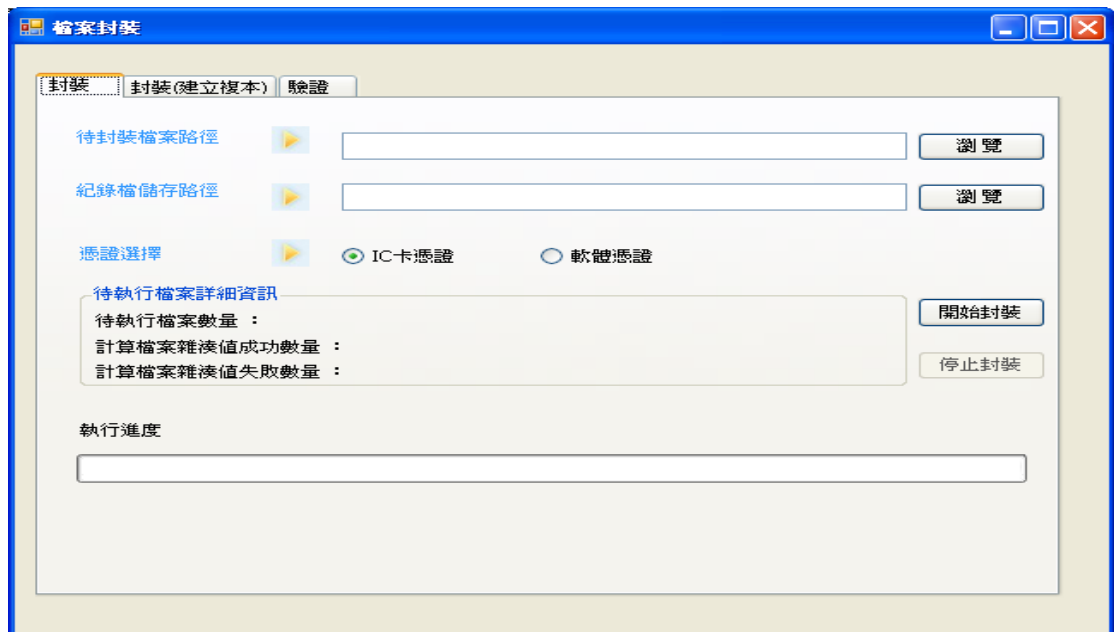 檔案封裝
封裝 封裝(建立複本) 驗證
待封裝檔案路徑 瀏覽
紀錄檔儲存路徑 瀏覽
憑證選擇 IC卡憑證 軟體憑證
待執行檔案詳細資訊
待執行檔案數量 : 開始封裝
計算檔案雜湊值成功數量 :
計算檔案雜湊值失敗數量 : 停止封裝
執行進度